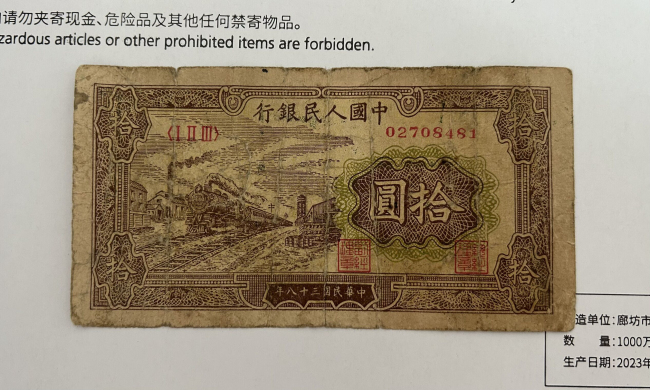 请勿夹寄现金、危险品及其他任何禁寄物品。
zardous articles or other prohibited items are forbidden.
行銀民人國中
〈I II III〉
02708481
圓拾
年八十三國民華中
拾
拾
拾
拾
造单位：廊坊市
数 量：1000万
生产日期：2023年